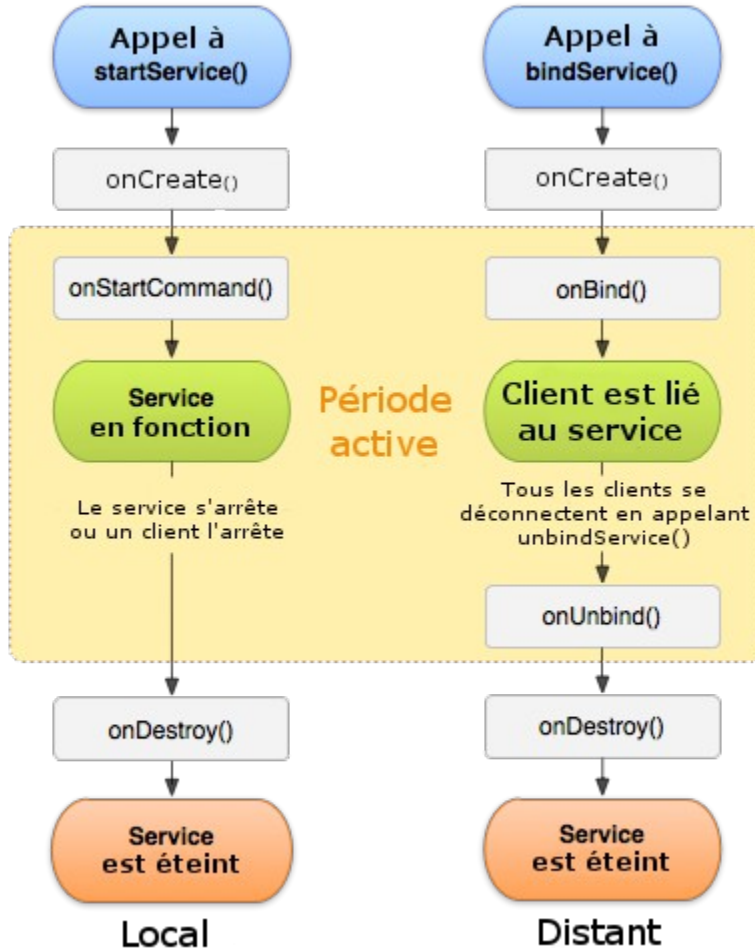 Appel à
startService()
onCreate()
onStartCommand()
Service
en fonction
Le service s'arrête
ou un client l'arrête
onDestroy()
Service
est éteint
Local
Période
active
Appel à
bindService()
onCreate()
onBind()
Client est lié
au service
Tous les clients se
déconnectent en appelant
unbindService()
onUnbind()
onDestroy()
Service
est éteint
Distant